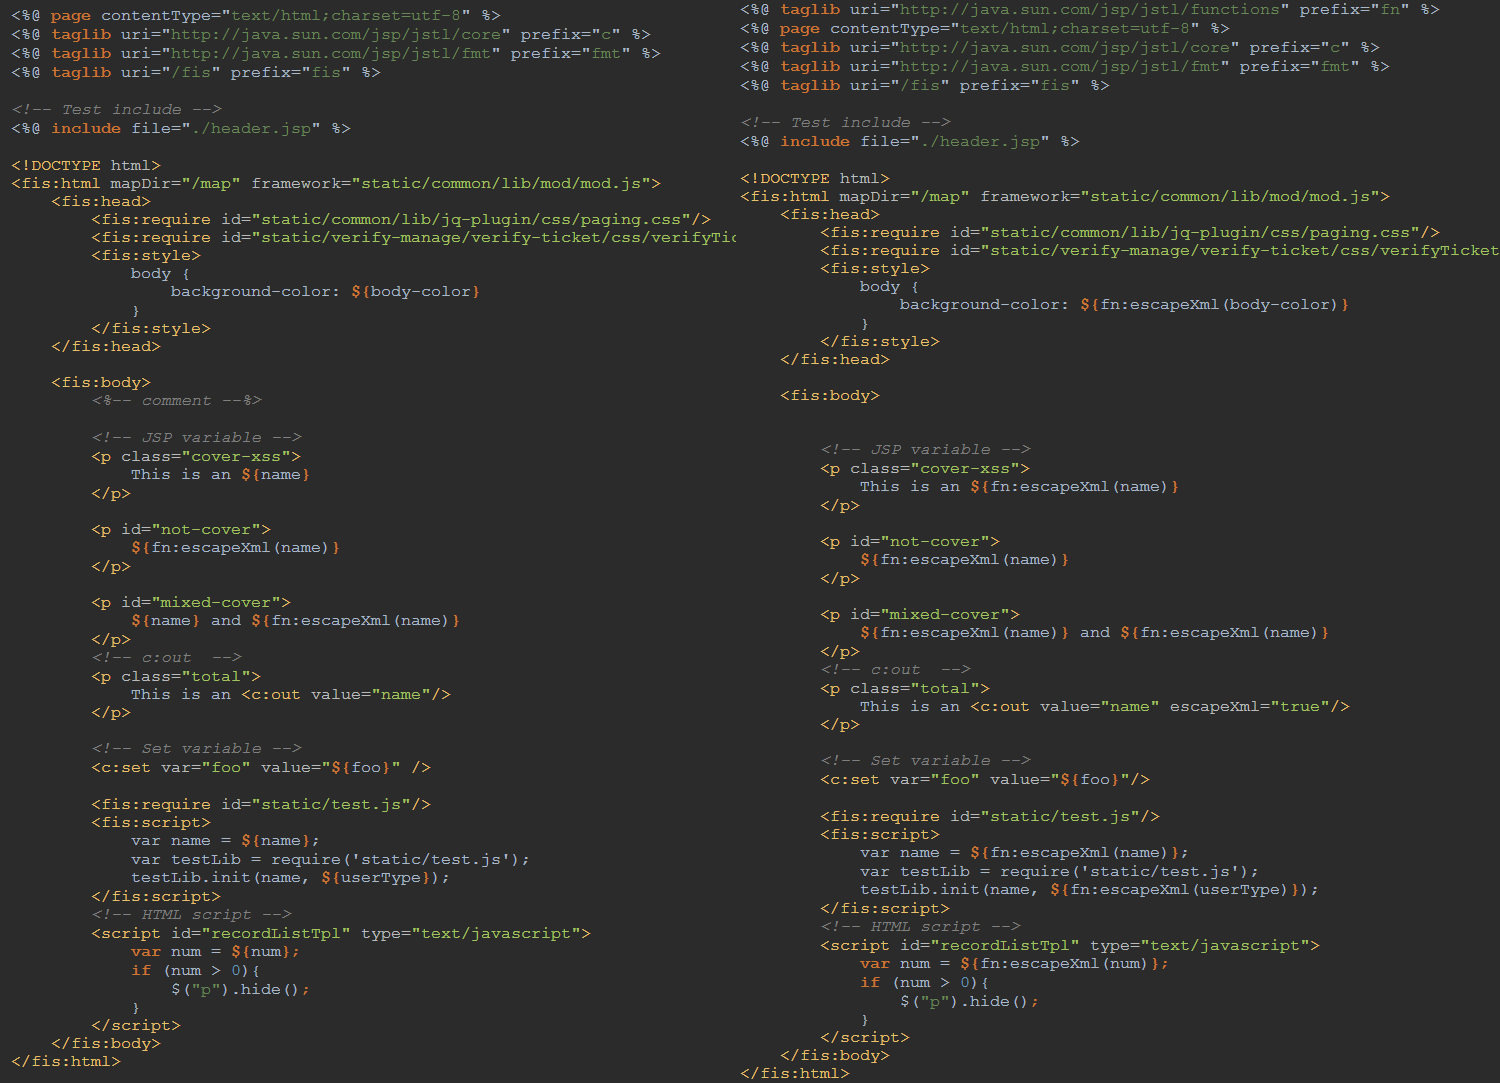 <%@ page contentType="text/html;charset=utf-8" %>
<%@ taglib uri="http://java.sun.com/jsp/jstl/core" prefix="c" %>
<%@ taglib uri="http://java.sun.com/jsp/jstl/fmt" prefix="fmt" %>
<%@ taglib uri="/fis" prefix="fis" %>

<!-- Test include -->
<%@ include file="./header.jsp" %>

<!DOCTYPE html>
<fis:html mapDir="/map" framework="static/common/lib/mod/mod.js">
    <fis:head>
        <fis:require id="static/common/lib/jq-plugin/css/paging.css"/>
        <fis:require id="static/verify-manage/verify-ticket/css/verifyTic
        <fis:style>
            body {
                background-color: ${body-color}
            }
        </fis:style>
    </fis:head>

    <fis:body>
        <%-- comment --%>

        <!-- JSP variable -->
        <p class="cover-xss">
            This is an ${name}
        </p>

        <p id="not-cover">
            ${fn:escapeXml(name)}
        </p>

        <p id="mixed-cover">
            ${name} and ${fn:escapeXml(name)}
        </p>
        <!-- c:out  -->
        <p class="total">
            This is an <c:out value="name"/>
        </p>

        <!-- Set variable -->
        <c:set var="foo" value="${foo}" />

        <fis:require id="static/test.js"/>
        <fis:script>
            var name = ${name};
            var testLib = require('static/test.js');
            testLib.init(name, ${userType});
        </fis:script>
        <!-- HTML script -->
        <script id="recordListTpl" type="text/javascript">
            var num = ${num};
            if (num > 0){
                $("p").hide();
            }
        </script>
    </fis:body>
</fis:html>
<%@ taglib uri="http://java.sun.com/jsp/jstl/functions" prefix="fn" %>
<%@ page contentType="text/html;charset=utf-8" %>
<%@ taglib uri="http://java.sun.com/jsp/jstl/core" prefix="c" %>
<%@ taglib uri="http://java.sun.com/jsp/jstl/fmt" prefix="fmt" %>
<%@ taglib uri="/fis" prefix="fis" %>

<!-- Test include -->
<%@ include file="./header.jsp" %>

<!DOCTYPE html>
<fis:html mapDir="/map" framework="static/common/lib/mod/mod.js">
    <fis:head>
        <fis:require id="static/common/lib/jq-plugin/css/paging.css"/>
        <fis:require id="static/verify-manage/verify-ticket/css/verifyTicket
        <fis:style>
            body {
                background-color: ${fn:escapeXml(body-color)}
            }
        </fis:style>
    </fis:head>

    <fis:body>


        <!-- JSP variable -->
        <p class="cover-xss">
            This is an ${fn:escapeXml(name)}
        </p>

        <p id="not-cover">
            ${fn:escapeXml(name)}
        </p>

        <p id="mixed-cover">
            ${fn:escapeXml(name)} and ${fn:escapeXml(name)}
        </p>
        <!-- c:out  -->
        <p class="total">
            This is an <c:out value="name" escapeXml="true"/>
        </p>

        <!-- Set variable -->
        <c:set var="foo" value="${foo}"/>

        <fis:require id="static/test.js"/>
        <fis:script>
            var name = ${fn:escapeXml(name)};
            var testLib = require('static/test.js');
            testLib.init(name, ${fn:escapeXml(userType)});
        </fis:script>
        <!-- HTML script -->
        <script id="recordListTpl" type="text/javascript">
            var num = ${fn:escapeXml(num)};
            if (num > 0){
                $("p").hide();
            }
        </script>
    </fis:body>
</fis:html>